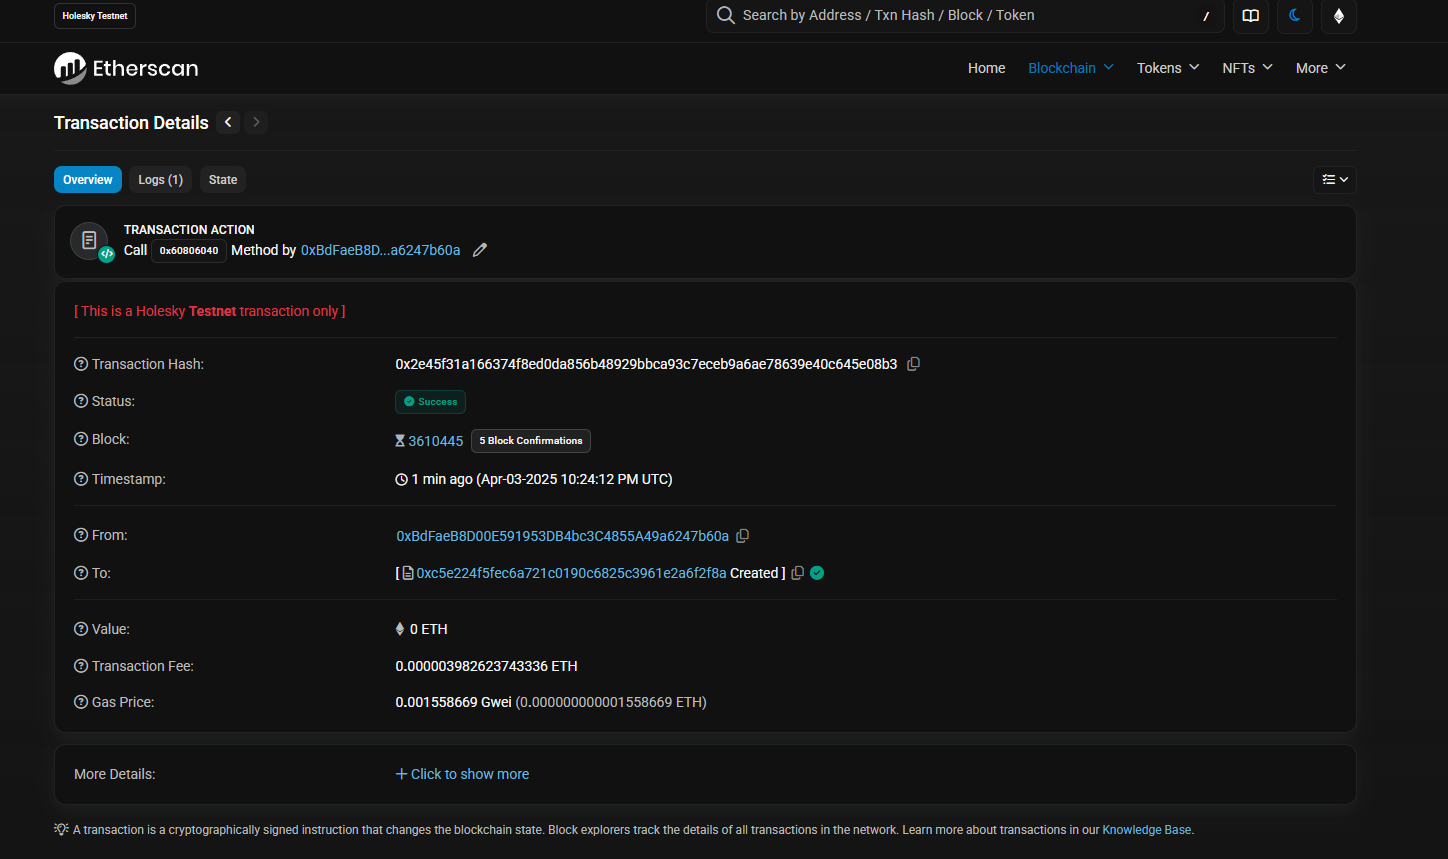 Holesky Testnet
Search by Address / Txn Hash / Block / Token /
Etherscan
Home Blockchain Tokens NFTs More
Transaction Details
Overview Logs (1) State
TRANSACTION ACTION
Call 0x60806040 Method by 0xBdFaeB8D...a6247b60a
[ This is a Holesky Testnet transaction only ]
Transaction Hash: 0x2e45f31a166374f8ed0da856b48929bbca93c7eceb9a6ae78639e40c645e08b3
Status: Success
Block: 3610445 5 Block Confirmations
Timestamp: 1 min ago (Apr-03-2025 10:24:12 PM UTC)
From: 0xBdFaeB8D00E591953DB4bc3C4855A49a6247b60a
To: [ 0xc5e224f5fec6a721c0190c6825c3961e2a6f2f8a Created ]
Value: 0 ETH
Transaction Fee: 0.000003982623743336 ETH
Gas Price: 0.001558669 Gwei (0.000000000001558669 ETH)
More Details: Click to show more
A transaction is a cryptographically signed instruction that changes the blockchain state. Block explorers track the details of all transactions in the network. Learn more about transactions in our Knowledge Base.